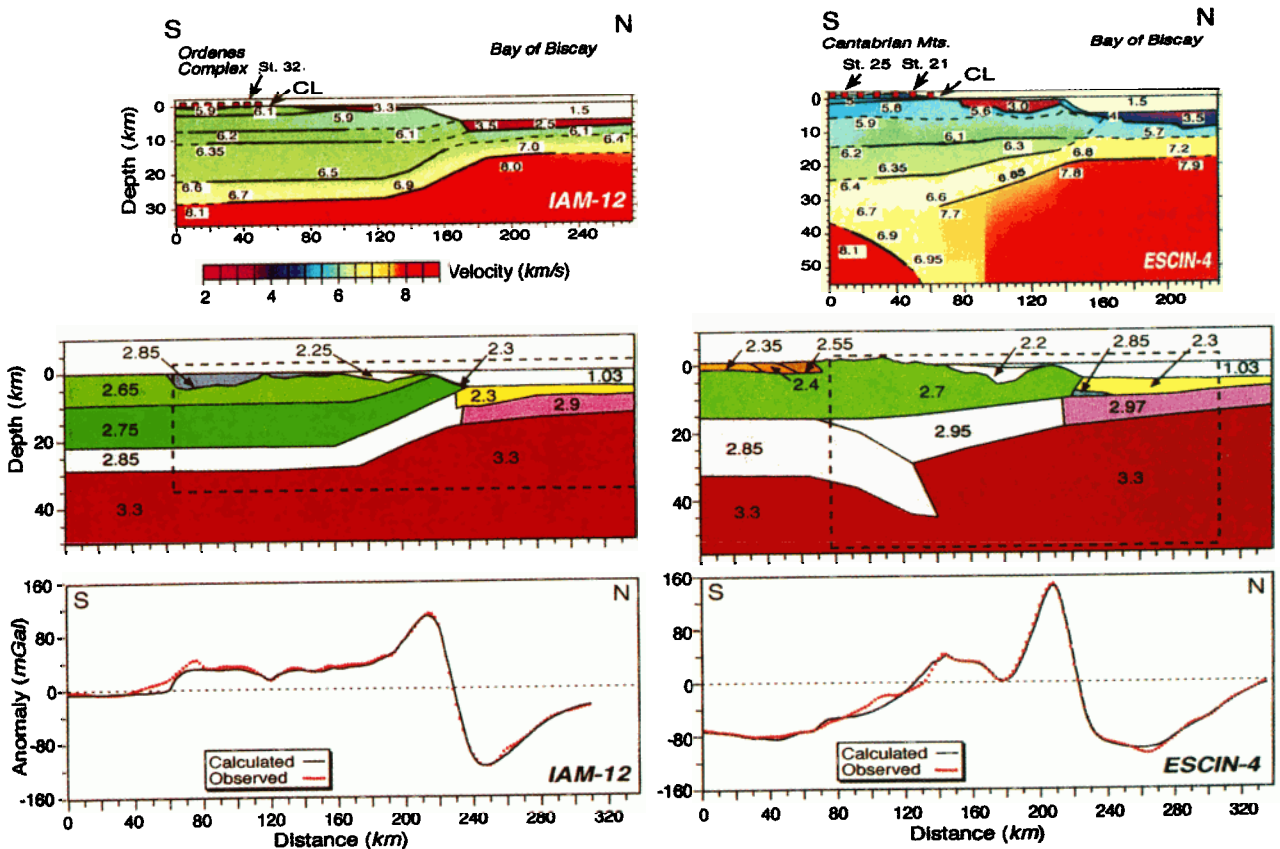 S N
Ordenes Complex
St. 32.
CL
Bay of Biscay
Depth (km)
0
10
20
30
5.9 6.1 3.3 1.5
5.9
6.2 6.1 3.5 2.5 6.1 6.4
6.35 7.0
6.5 8.0
6.6 6.7 6.9
8.1
IAM-12
0 40 80 120 160 200 240
Velocity (km/s)
2 4 6 8
S N
Cantabrian Mts.
St. 25 St. 21
CL
Bay of Biscay
0
10
20
30
40
50
5 5.8 5.6 3.0 1.5
5.9 4 3.5
6.1 5.7
6.2 6.3 6.8 7.2
6.35 6.85 7.8 7.9
6.4 6.6
6.7 7.7
6.9
8.1 6.95
ESCIN-4
0 40 80 120 160 200
Depth (km)
0
20
40
2.85 2.25 2.3
1.03
2.65 2.3
2.9
2.75
2.85
3.3
3.3
0
20
40
2.35 2.55 2.2 2.85 2.3
1.03
2.4 2.7
2.97
2.95
2.85
3.3
3.3
Anomaly (mGal)
160
80
0
-80
-160
S N
Calculated
Observed
IAM-12
0 40 80 120 160 200 240 280 320
Distance (km)
160
80
0
-80
-160
S N
Calculated
Observed
ESCIN-4
0 40 80 120 160 200 240 280 320
Distance (km)